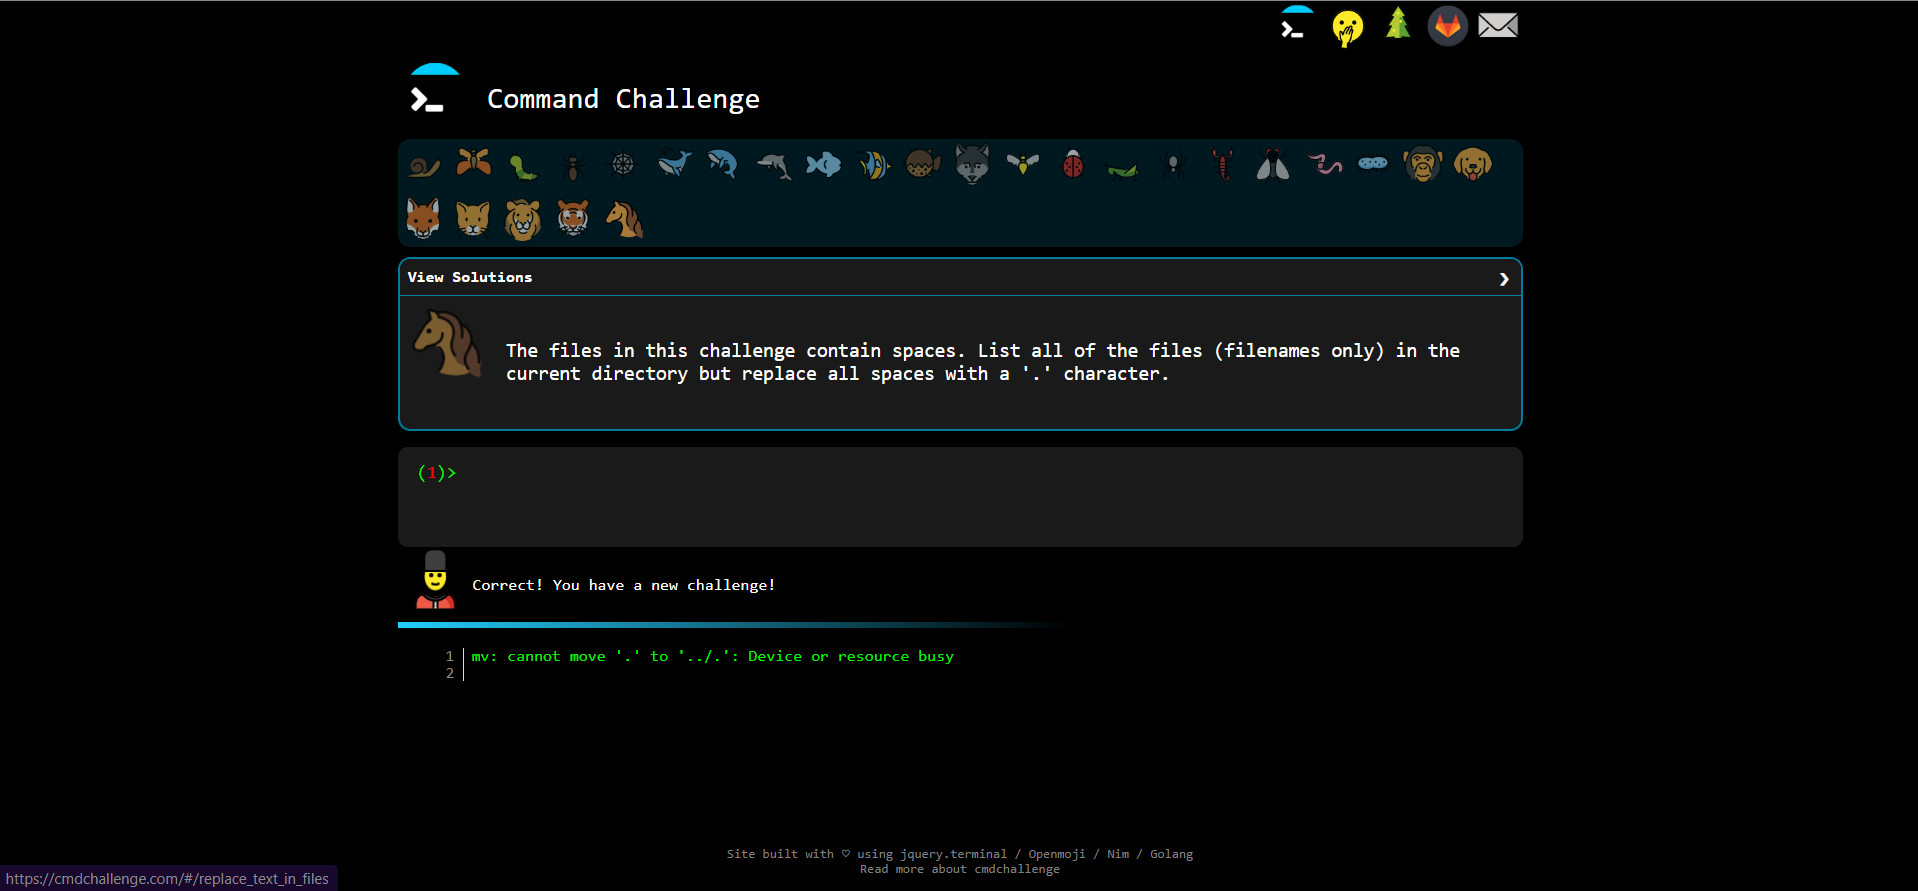 Command Challenge
View Solutions
The files in this challenge contain spaces. List all of the files (filenames only) in the
current directory but replace all spaces with a '.' character.
(1)>
Correct! You have a new challenge!
1 mv: cannot move '.' to '../.': Device or resource busy
2
Site built with ♡ using jquery.terminal / Openmoji / Nim / Golang
Read more about cmdchallenge
https://cmdchallenge.com/#/replace_text_in_files